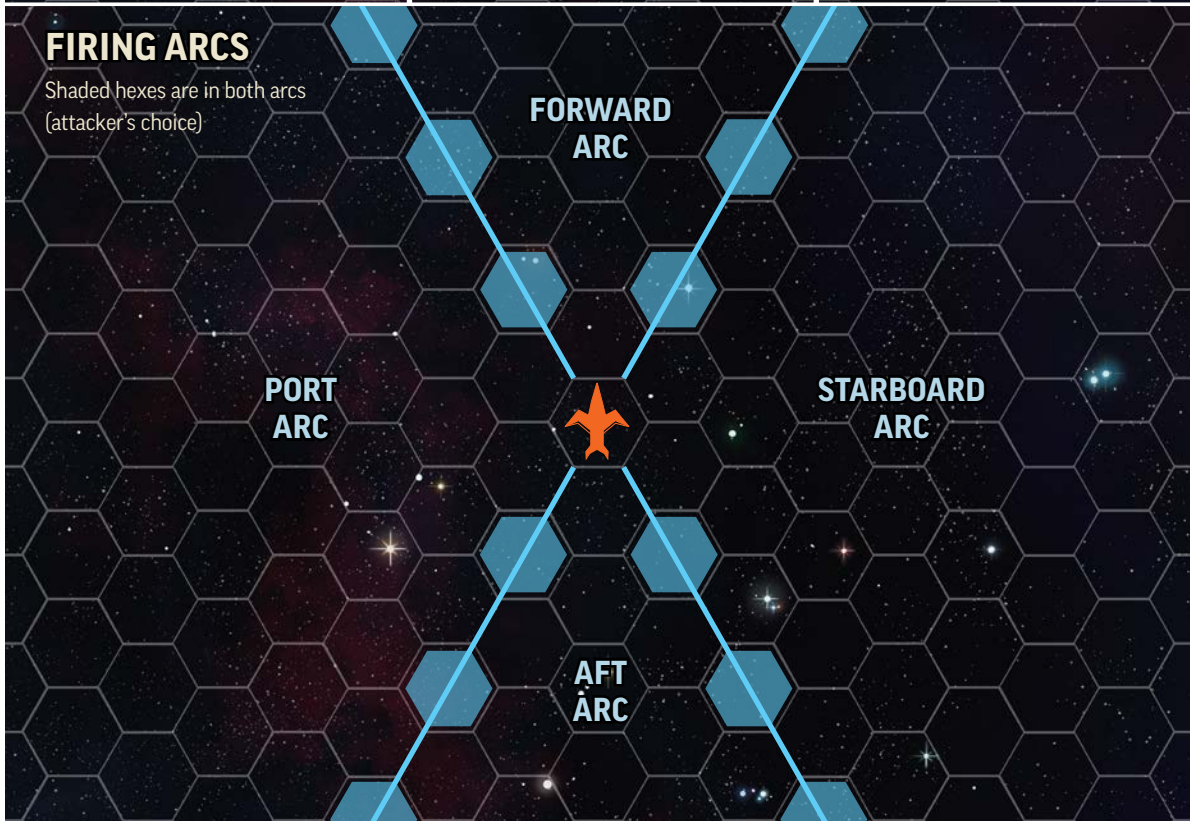 FIRING ARCS
Shaded hexes are in both arcs
(attacker's choice)
FORWARD
ARC
PORT
ARC
STARBOARD
ARC
AFT
ARC